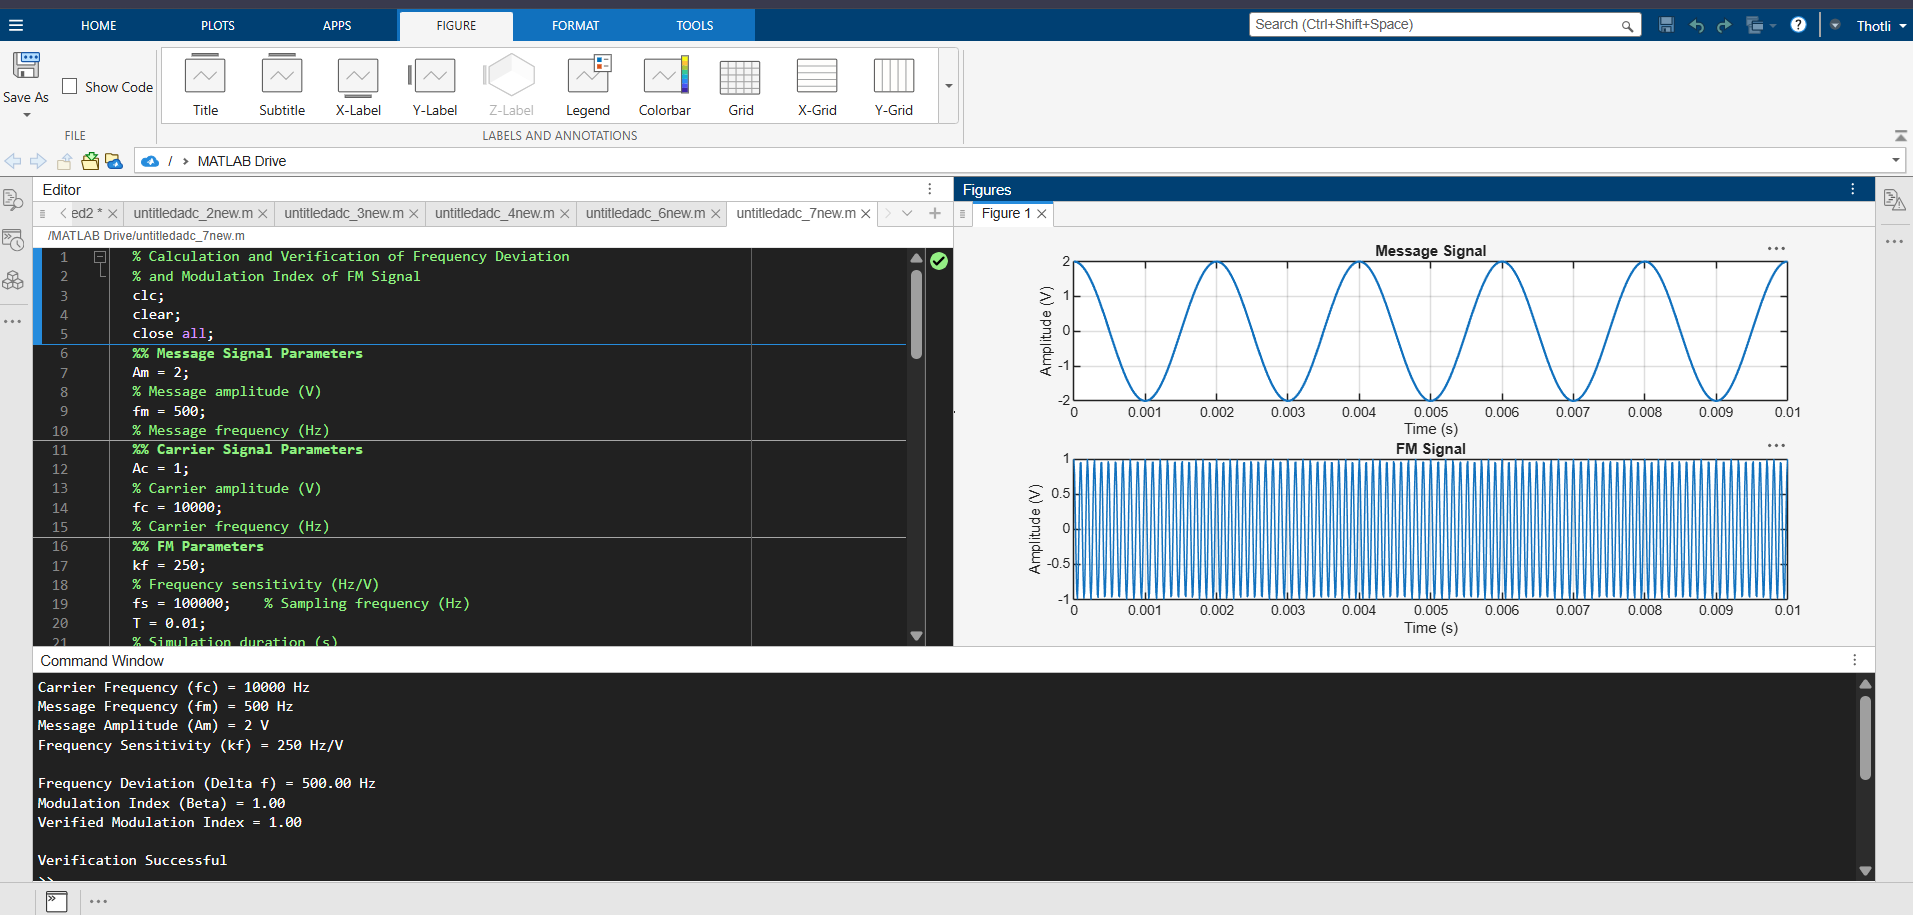 HOME PLOTS APPS FIGURE FORMAT TOOLS
Search (Ctrl+Shift+Space)
Thotli
Save As
Show Code
Title Subtitle X-Label Y-Label Z-Label Legend Colorbar Grid X-Grid Y-Grid
FILE LABELS AND ANNOTATIONS
/ › MATLAB Drive
Editor
ed2 * × untitledadc_2new.m × untitledadc_3new.m × untitledadc_4new.m × untitledadc_6new.m × untitledadc_7new.m ×
/MATLAB Drive/untitledadc_7new.m
1 % Calculation and Verification of Frequency Deviation
2 % and Modulation Index of FM Signal
3 clc;
4 clear;
5 close all;
6 %% Message Signal Parameters
7 Am = 2;
8 % Message amplitude (V)
9 fm = 500;
10 % Message frequency (Hz)
11 %% Carrier Signal Parameters
12 Ac = 1;
13 % Carrier amplitude (V)
14 fc = 10000;
15 % Carrier frequency (Hz)
16 %% FM Parameters
17 kf = 250;
18 % Frequency sensitivity (Hz/V)
19 fs = 100000; % Sampling frequency (Hz)
20 T = 0.01;
21 % Simulation duration (s)
Figures
Figure 1 ×
Message Signal
Amplitude (V)
2
1
0
-1
-2
0 0.001 0.002 0.003 0.004 0.005 0.006 0.007 0.008 0.009 0.01
Time (s)
FM Signal
Amplitude (V)
1
0.5
0
-0.5
-1
0 0.001 0.002 0.003 0.004 0.005 0.006 0.007 0.008 0.009 0.01
Time (s)
Command Window
Carrier Frequency (fc) = 10000 Hz
Message Frequency (fm) = 500 Hz
Message Amplitude (Am) = 2 V
Frequency Sensitivity (kf) = 250 Hz/V
Frequency Deviation (Delta f) = 500.00 Hz
Modulation Index (Beta) = 1.00
Verified Modulation Index = 1.00
Verification Successful
>>